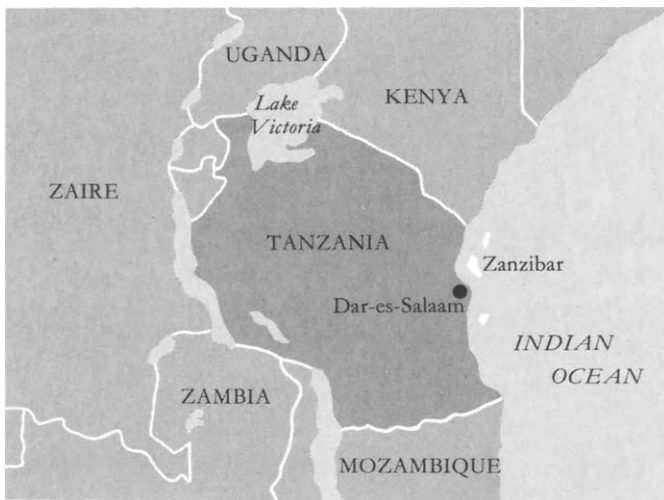 UGANDA
Lake
Victoria
KENYA
ZAIRE
TANZANIA
Zanzibar
Dar-es-Salaam
INDIAN
OCEAN
ZAMBIA
MOZAMBIQUE